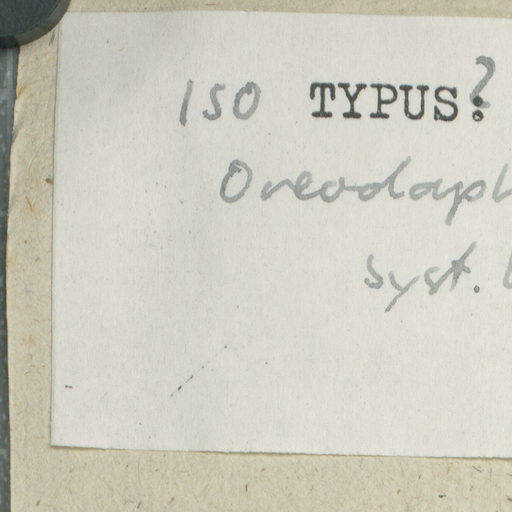 ISO TYPUS:?
Oreodaph
Syst.